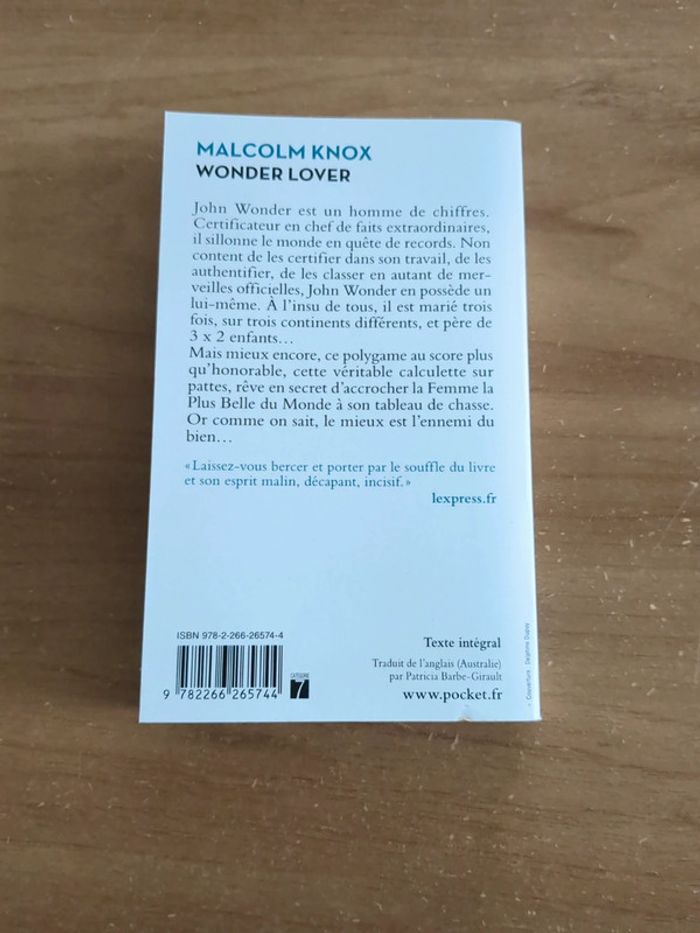 MALCOLM KNOX
WONDER LOVER
John Wonder est un homme de chiffres.
Certificateur en chef de faits extraordinaires,
il sillonne le monde en quête de records. Non
content de les certifier dans son travail, de les
authentifier, de les classer en autant de mer-
veilles officielles, John Wonder en possède un
lui-même. À l'insu de tous, il est marié trois
fois, sur trois continents différents, et père de
3 x 2 enfants…
Mais mieux encore, ce polygame au score plus
qu'honorable, cette véritable calculette sur
pattes, rêve en secret d'accrocher la Femme la
Plus Belle du Monde à son tableau de chasse.
Or comme on sait, le mieux est l'ennemi du
bien…
« Laissez-vous bercer et porter par le souffle du livre
et son esprit malin, décapant, incisif. »
lexpress.fr
ISBN 978-2-266-26574-4
9 782266 265744
CATÉGORIE
7
Texte intégral
Traduit de l'anglais (Australie)
par Patricia Barbe-Girault
www.pocket.fr
Couverture : Delphine Dupuy